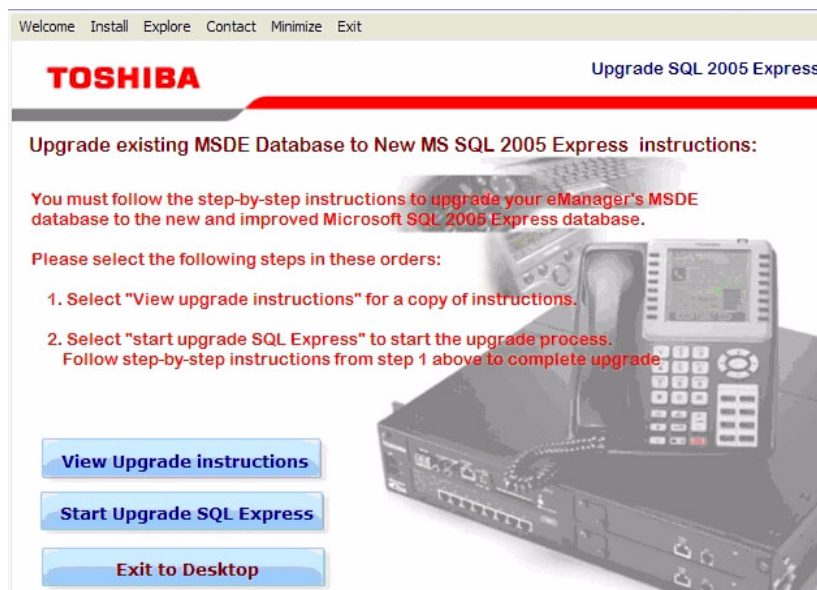 Welcome Install Explore Contact Minimize Exit
TOSHIBA
Upgrade SQL 2005 Express
Upgrade existing MSDE Database to New MS SQL 2005 Express instructions:
You must follow the step-by-step instructions to upgrade your eManager's MSDE
database to the new and improved Microsoft SQL 2005 Express database.
Please select the following steps in these orders:
1. Select "View upgrade instructions" for a copy of instructions.
2. Select "start upgrade SQL Express" to start the upgrade process.
Follow step-by-step instructions from step 1 above to complete upgrade
View Upgrade instructions
Start Upgrade SQL Express
Exit to Desktop